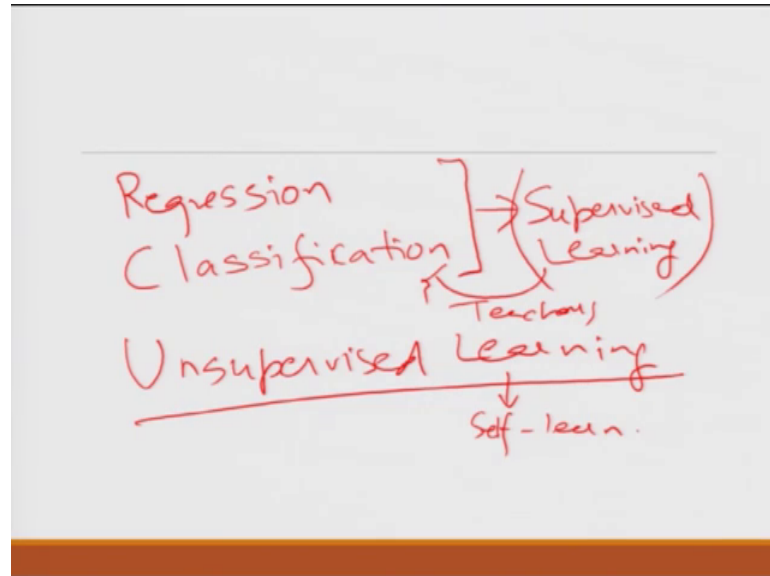 Regression
Classification
Supervised
Learning
Teachers
Unsupervised Learning
Self-learn.